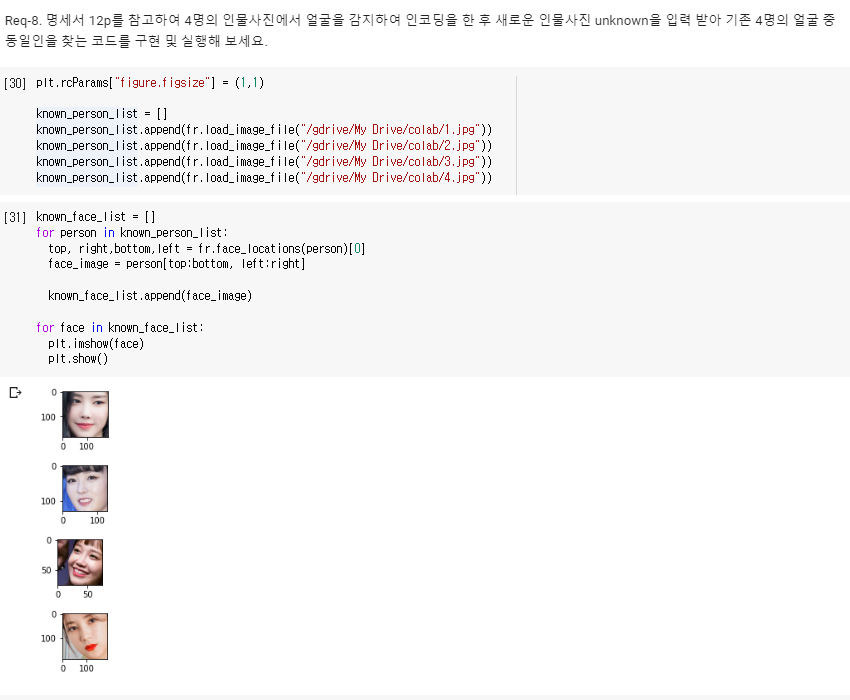 Req-8. 명세서 12p를 참고하여 4명의 인물사진에서 얼굴을 감지하여 인코딩을 한 후 새로운 인물사진 unknown을 입력 받아 기존 4명의 얼굴 중
동일인을 찾는 코드를 구현 및 실행해 보세요.
[30] plt.rcParams["figure.figsize"] = (1,1)
known_person_list = []
known_person_list.append(fr.load_image_file("/gdrive/My Drive/colab/1.jpg"))
known_person_list.append(fr.load_image_file("/gdrive/My Drive/colab/2.jpg"))
known_person_list.append(fr.load_image_file("/gdrive/My Drive/colab/3.jpg"))
known_person_list.append(fr.load_image_file("/gdrive/My Drive/colab/4.jpg"))
[31] known_face_list = []
for person in known_person_list:
top, right,bottom,left = fr.face_locations(person)[0]
face_image = person[top:bottom, left:right]
known_face_list.append(face_image)
for face in known_face_list:
plt.imshow(face)
plt.show()
0
100
0 100
0
100
0 100
0
50
0 50
0
100
0 100